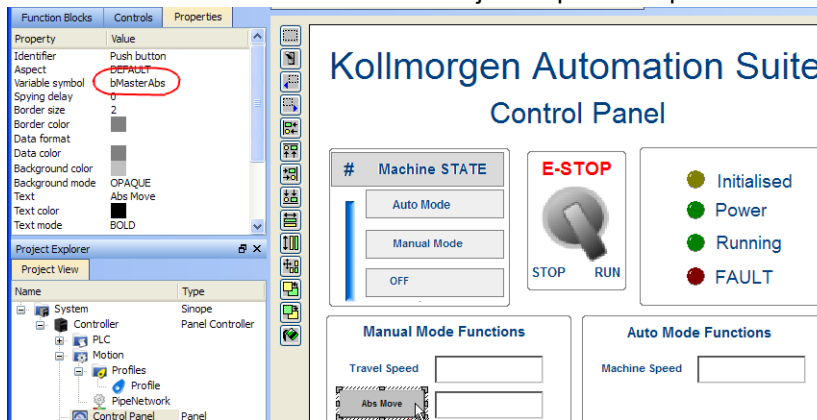 Function Blocks Controls Properties
Property Value
Identifier Push button
Aspect DEFAULT
Variable symbol bMasterAbs
Spying delay 0
Border size 2
Border color
Data format
Data color
Background color
Background mode OPAQUE
Text Abs Move
Text color
Text mode BOLD
Project Explorer
Project View
Name Type
System Sinope
Controller Panel Controller
PLC
Motion
Profiles
Profile
PipeNetwork
Control Panel Panel
Kollmorgen Automation Suite
Control Panel
# Machine STATE
Auto Mode
Manual Mode
OFF
E-STOP
STOP RUN
Initialised
Power
Running
FAULT
Manual Mode Functions
Travel Speed
Abs Move
Auto Mode Functions
Machine Speed